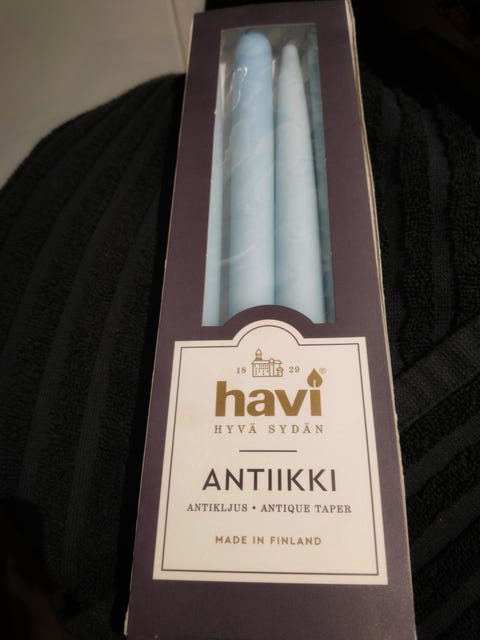 18 29
havi®
HYVÄ SYDÄN
ANTIIKKI
ANTIKLJUS • ANTIQUE TAPER
MADE IN FINLAND